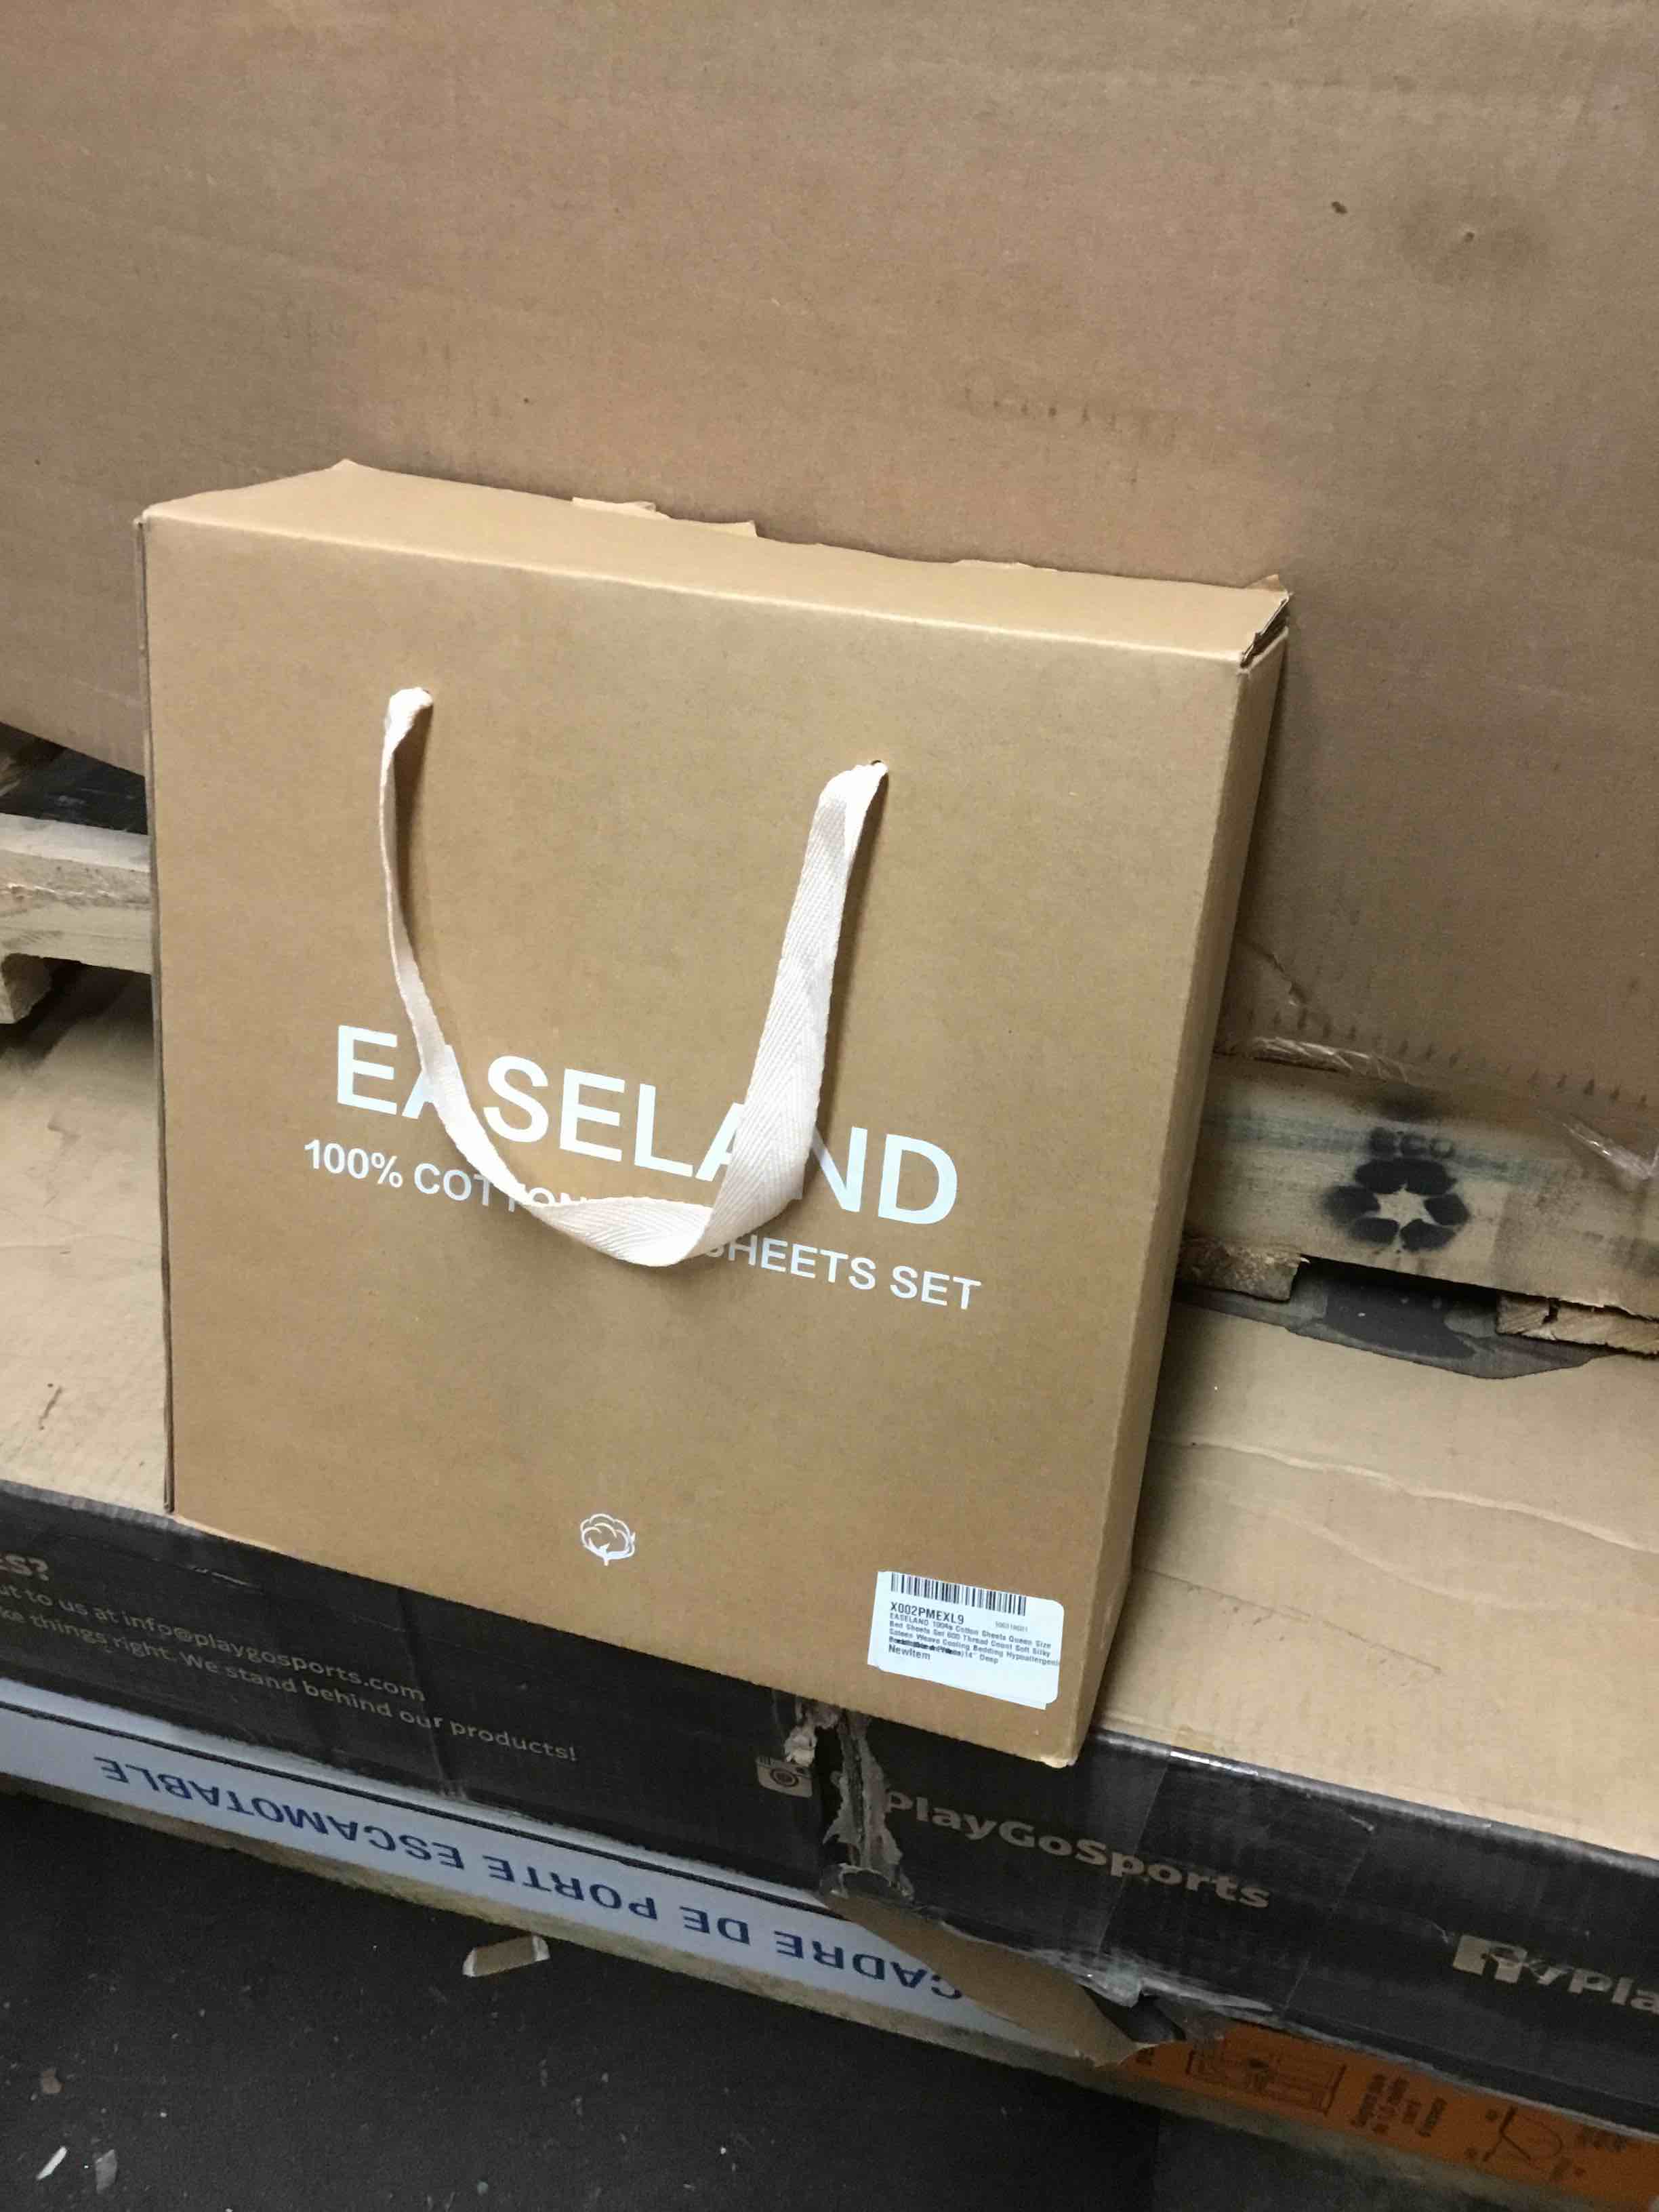 EASELAND
100% COTTON SHEETS SET
X002PMEXL9
EASELAND 100% Cotton Sheets Queen Size
Bed Sheets Set 600 Thread Count Soft Silky
Sateen Weave Cooling Bedding Hypoallergenic
14" Deep
NewItem
ECO
ut to us at info@playgosports.com
ke things right. We stand behind our products!
PlayGoSports
CADRE DE PORTE ESCAMOTABLE